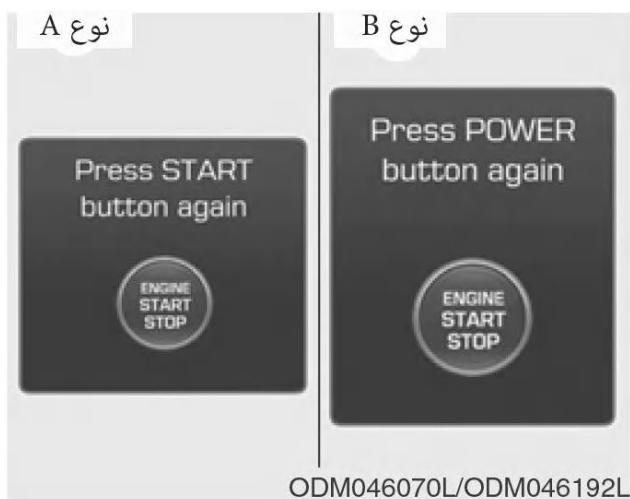 نوع A
Press START
button again
ENGINE
START
STOP
نوع B
Press POWER
button again
ENGINE
START
STOP
ODM046070L/ODM046192L